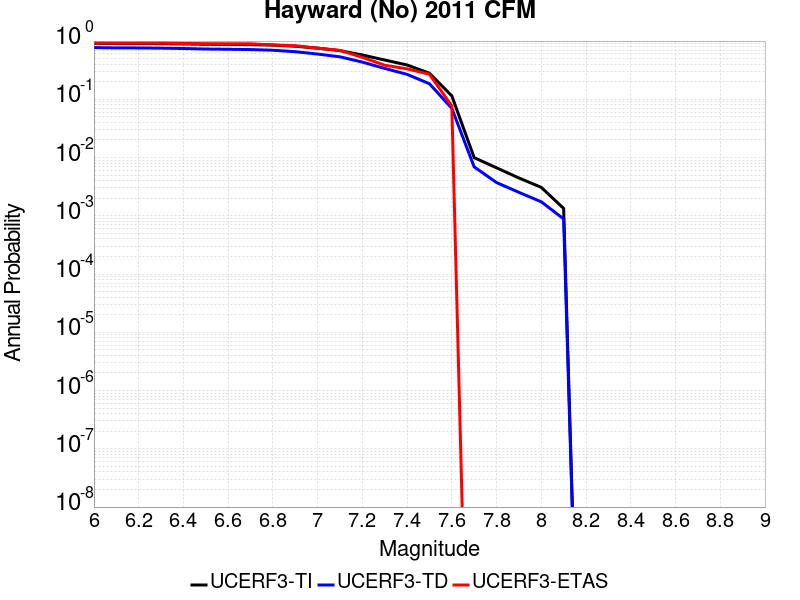 Hayward (No) 2011 CFM
10^0
10^-1
10^-2
10^-3
10^-4
10^-5
10^-6
10^-7
10^-8
Annual Probability
6 6.2 6.4 6.6 6.8 7 7.2 7.4 7.6 7.8 8 8.2 8.4 8.6 8.8 9
Magnitude
UCERF3-TI UCERF3-TD UCERF3-ETAS